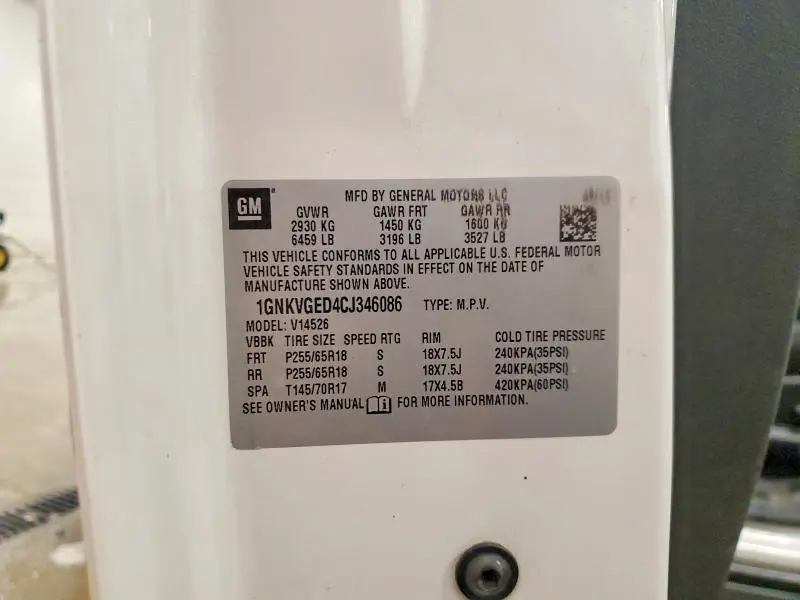 GM
MFD BY GENERAL MOTORS LLC
GVWR GAWR FRT GAWR RR
2930 KG 1450 KG 1600 KG
6459 LB 3196 LB 3527 LB
THIS VEHICLE CONFORMS TO ALL APPLICABLE U.S. FEDERAL MOTOR
VEHICLE SAFETY STANDARDS IN EFFECT ON THE DATE OF
MANUFACTURE SHOWN ABOVE.
1GNKVGED4CJ346086 TYPE: M.P.V.
MODEL: V14526
VBBK TIRE SIZE SPEED RTG RIM COLD TIRE PRESSURE
FRT P255/65R18 S 18X7.5J 240KPA(35PSI)
RR P255/65R18 S 18X7.5J 240KPA(35PSI)
SPA T145/70R17 M 17X4.5B 420KPA(60PSI)
SEE OWNER'S MANUAL FOR MORE INFORMATION.